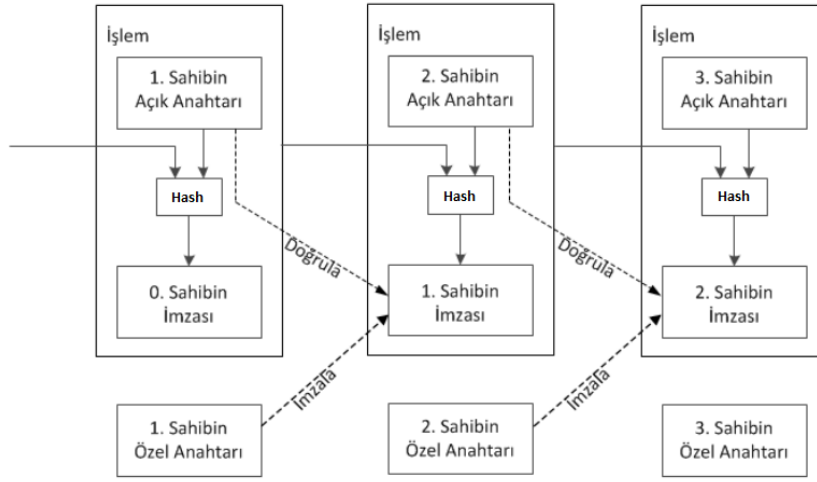 İşlem
İşlem
İşlem
1. Sahibin
Açık Anahtarı
2. Sahibin
Açık Anahtarı
3. Sahibin
Açık Anahtarı
Hash
Hash
Hash
Doğrula
Doğrula
0. Sahibin
İmzası
1. Sahibin
İmzası
2. Sahibin
İmzası
İmzala
İmzala
1. Sahibin
Özel Anahtarı
2. Sahibin
Özel Anahtarı
3. Sahibin
Özel Anahtarı